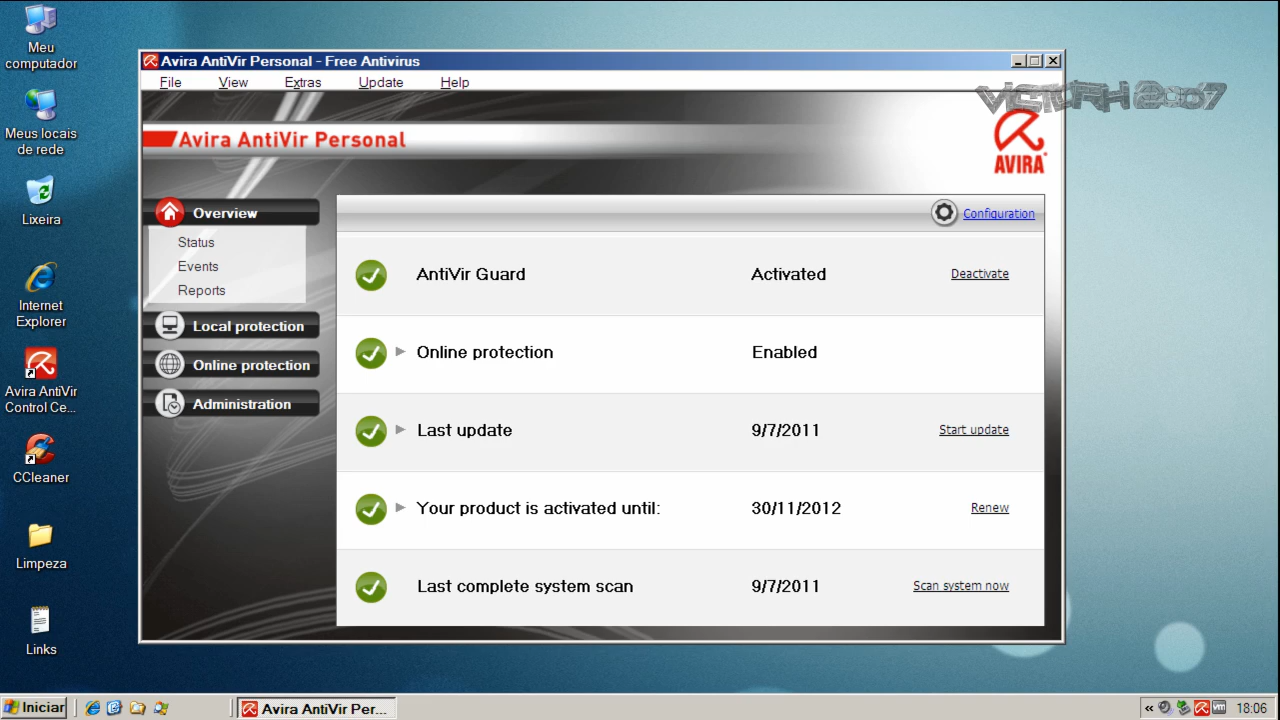 Meu
computador
Meus locais
de rede
Lixeira
Internet
Explorer
Avira AntiVir
Control Ce...
CCleaner
Limpeza
Links
Avira AntiVir Personal - Free Antivirus
File View Extras Update Help
VICTORH 2007
Avira AntiVir Personal
AVIRA
Overview
Status
Events
Reports
Local protection
Online protection
Administration
Configuration
AntiVir Guard Activated Deactivate
Online protection Enabled
Last update 9/7/2011 Start update
Your product is activated until: 30/11/2012 Renew
Last complete system scan 9/7/2011 Scan system now
Iniciar Avira AntiVir Per... « vm 18:06